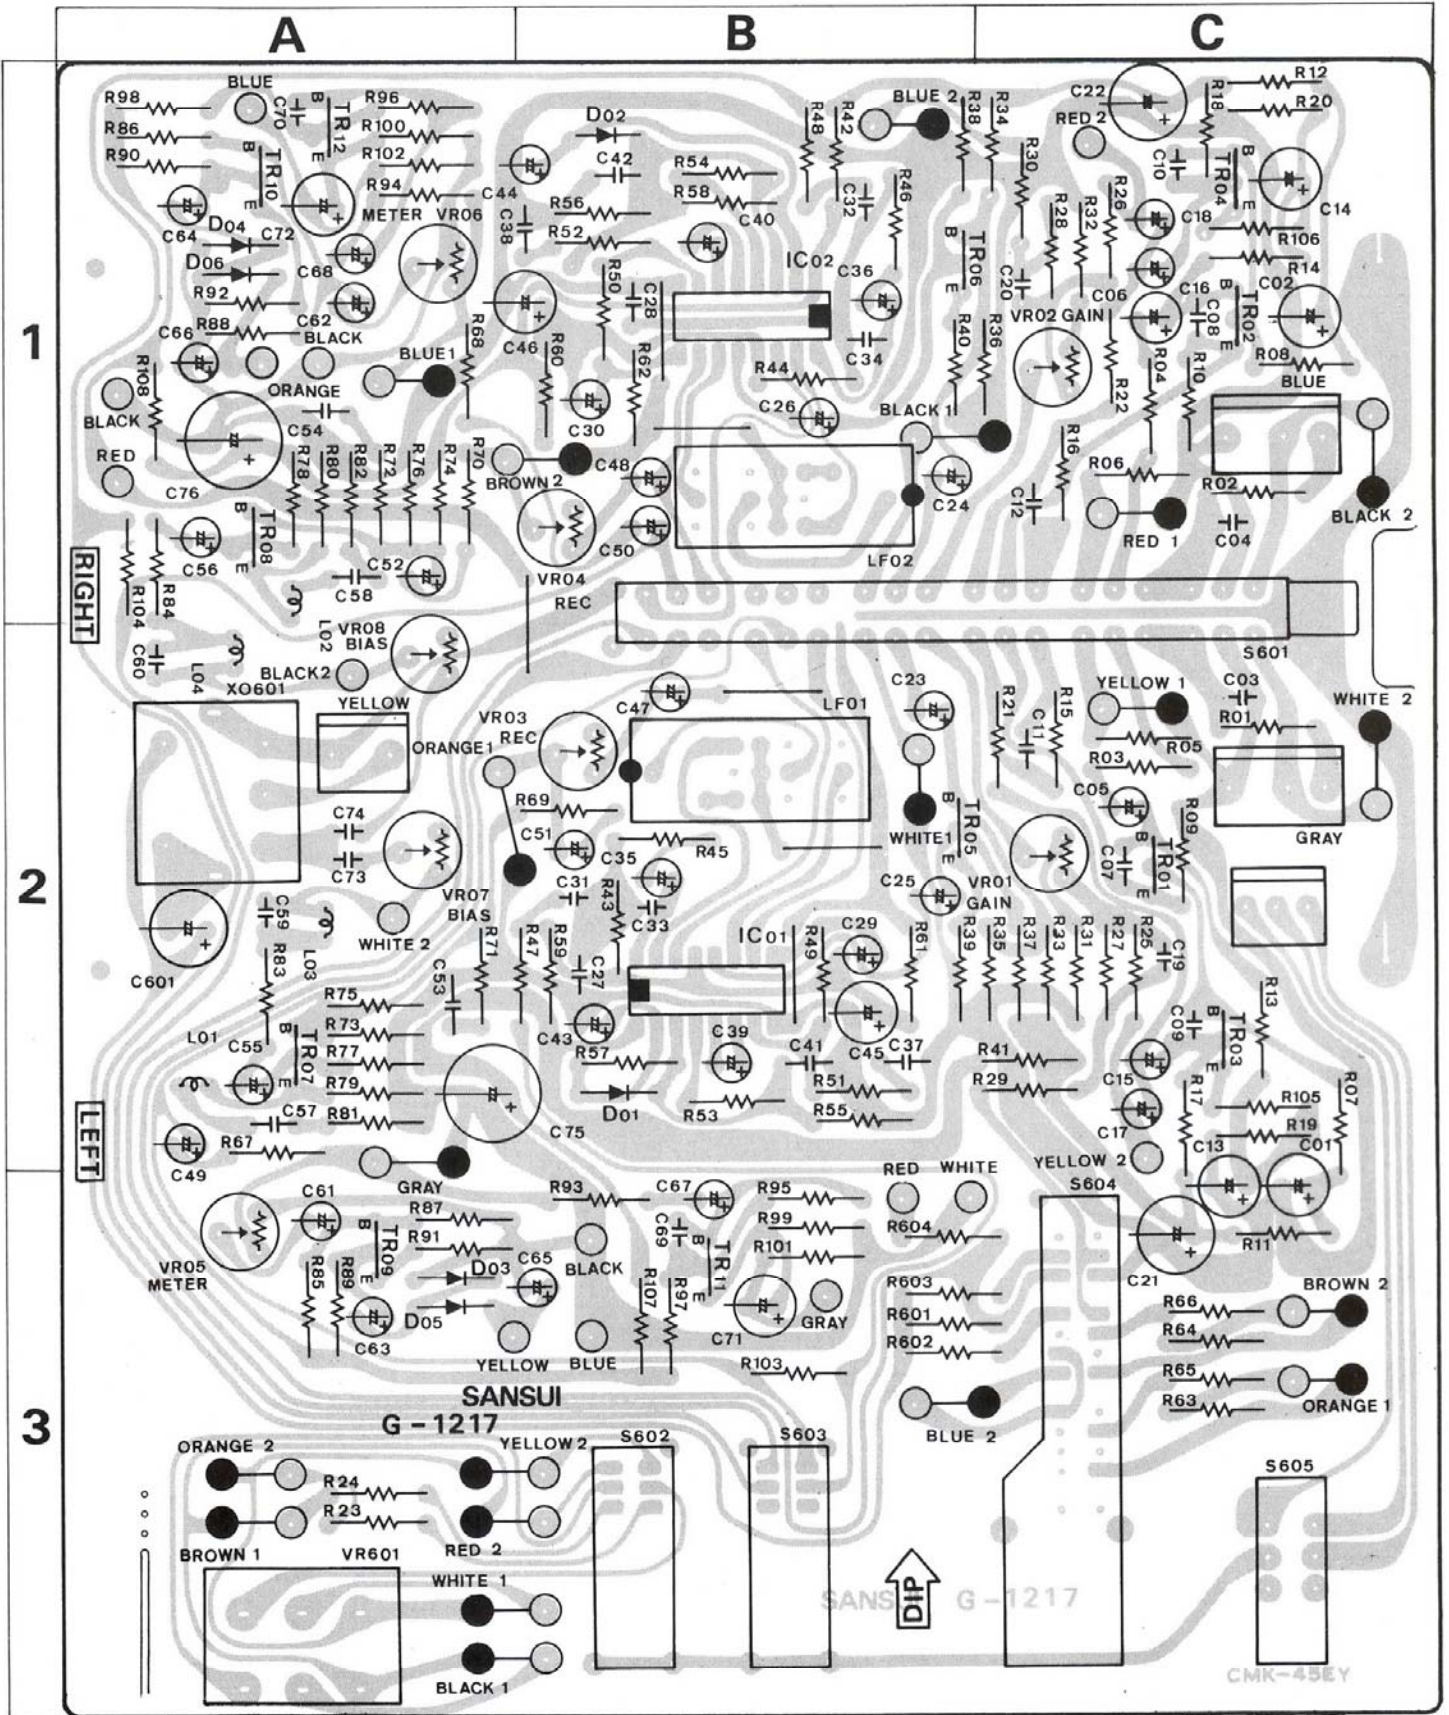 A B C
1
BLUE
R98
R86
R90
C70
B
TR12
E
R96
R100
R102
R94
B
TR10
E
METER VR06
C64
D04
C72
D06
C68
R92
C62
R88
C66
BLACK
ORANGE
BLUE1
R68
R108
BLACK
RED
C54
C76
R78
R80
R82
R72
R76
R74
R70
B
TR08
E
C56
C52
C58
R104
R84
RIGHT
D02
C42
C44
C38
R56
R52
R54
R58
C40
R48
R42
BLUE 2
C32
R46
IC02
R50
C28
C36
C34
C46
R60
R62
R44
C26
C30
BLACK 1
BROWN 2
C48
C50
C24
LF02
VR04
REC
R38
R34
R30
B
TR06
E
C20
R28
R32
R26
C22
RED 2
R18
R12
R20
C10
B
TR04
E
C18
C14
R106
R14
C06
C16
C08
B
TR02
E
C02
VR02 GAIN
R40
R36
R22
R04
R10
R08
BLUE
R16
R06
R02
C12
RED 1
C04
BLACK 2
S601
2
C60
L04
XO601
L02
VR08
BIAS
BLACK2
YELLOW
ORANGE1
C74
C73
VR07
BIAS
WHITE 2
C601
C59
L03
R83
R71
C53
R75
R73
R77
R79
R81
L01
C55
B
TR07
E
C57
C49
R67
LEFT
C47
LF01
C23
VR03
REC
R69
C51
R45
WHITE1
C35
C31
R43
C33
C25
B
TR05
E
IC01
R47
R59
C27
R49
C29
R61
C43
R57
D01
C39
C41
C45
C37
R53
R51
R55
C75
R21
C11
R15
YELLOW 1
C03
R01
WHITE 2
R05
R03
C05
R09
B
TR01
E
C07
GRAY
VR01
GAIN
R39
R35
R37
R33
R31
R27
R25
C19
R13
C09
B
TR03
E
R41
R29
C15
C17
R17
R105
R19
R07
C13
C01
YELLOW 2
3
GRAY
C61
R87
R91
B
TR09
E
VR05
METER
R85
R89
C63
D03
D05
C65
YELLOW BLUE
R93
BLACK
C67
C69
B
TR11
E
R95
R99
R101
R107
R97
C71
GRAY
R103
RED WHITE
R604
R603
R601
R602
BLUE 2
S604
C21
R11
BROWN 2
R66
R64
R65
R63
ORANGE 1
SANSUI
G-1217
ORANGE 2
YELLOW2
R24
R23
BROWN 1
RED 2
VR601
WHITE 1
BLACK 1
S602
S603
S605
DIP
G-1217
CMK-45EY